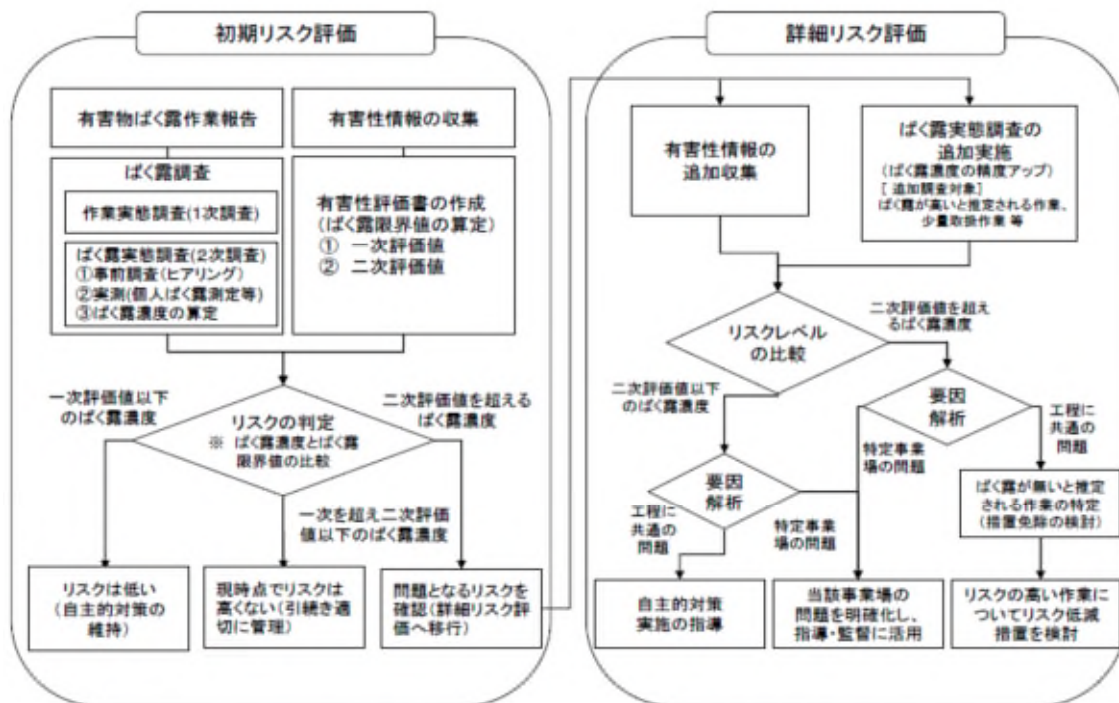 初期リスク評価
有害物ばく露作業報告
有害性情報の収集
ばく露調査
作業実態調査(1次調査)
ばく露実態調査(2次調査)
①事前調査(ヒアリング)
②実測(個人ばく露測定等)
③ばく露濃度の算定
有害性評価書の作成
(ばく露限界値の算定)
① 一次評価値
② 二次評価値
一次評価値以下
のばく露濃度
二次評価値を超える
ばく露濃度
リスクの判定
※ ばく露濃度とばく露
限界値の比較
一次を超え二次評価
値以下のばく露濃度
リスクは低い
(自主的対策の
維持)
現時点でリスクは
高くない(引続き適
切に管理)
問題となるリスクを
確認(詳細リスク評
価へ移行)
詳細リスク評価
有害性情報の
追加収集
ばく露実態調査の
追加実施
(ばく露濃度の精度アップ)
[ 追加調査対象]
ばく露が高いと推定される作業、
少量取扱作業 等
リスクレベル
の比較
二次評価値を超え
るばく露濃度
二次評価値以下
のばく露濃度
要因
解析
工程に
共通の
問題
特定事業
場の問題
要因
解析
工程に
共通の
問題
特定事業
場の問題
ばく露が無いと推定
される作業の特定
(措置免除の検討)
自主的対策
実施の指導
当該事業場の
問題を明確化し、
指導・監督に活用
リスクの高い作業に
ついてリスク低減
措置を検討